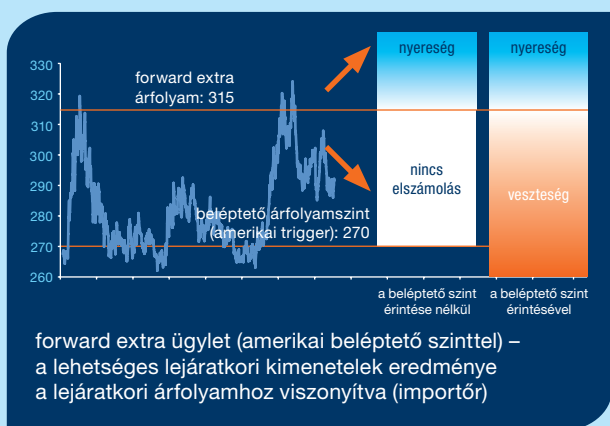 330
320
310
300
290
280
270
260
forward extra
árfolyam: 315
beléptető árfolyamszint
(amerikai trigger): 270
nyereség
nincs
elszámolás
nyereség
veszteség
a beléptető szint
érintése nélkül
a beléptető szint
érintésével
forward extra ügylet (amerikai beléptető szinttel) –
a lehetséges lejáratkori kimenetelek eredménye
a lejáratkori árfolyamhoz viszonyítva (importőr)